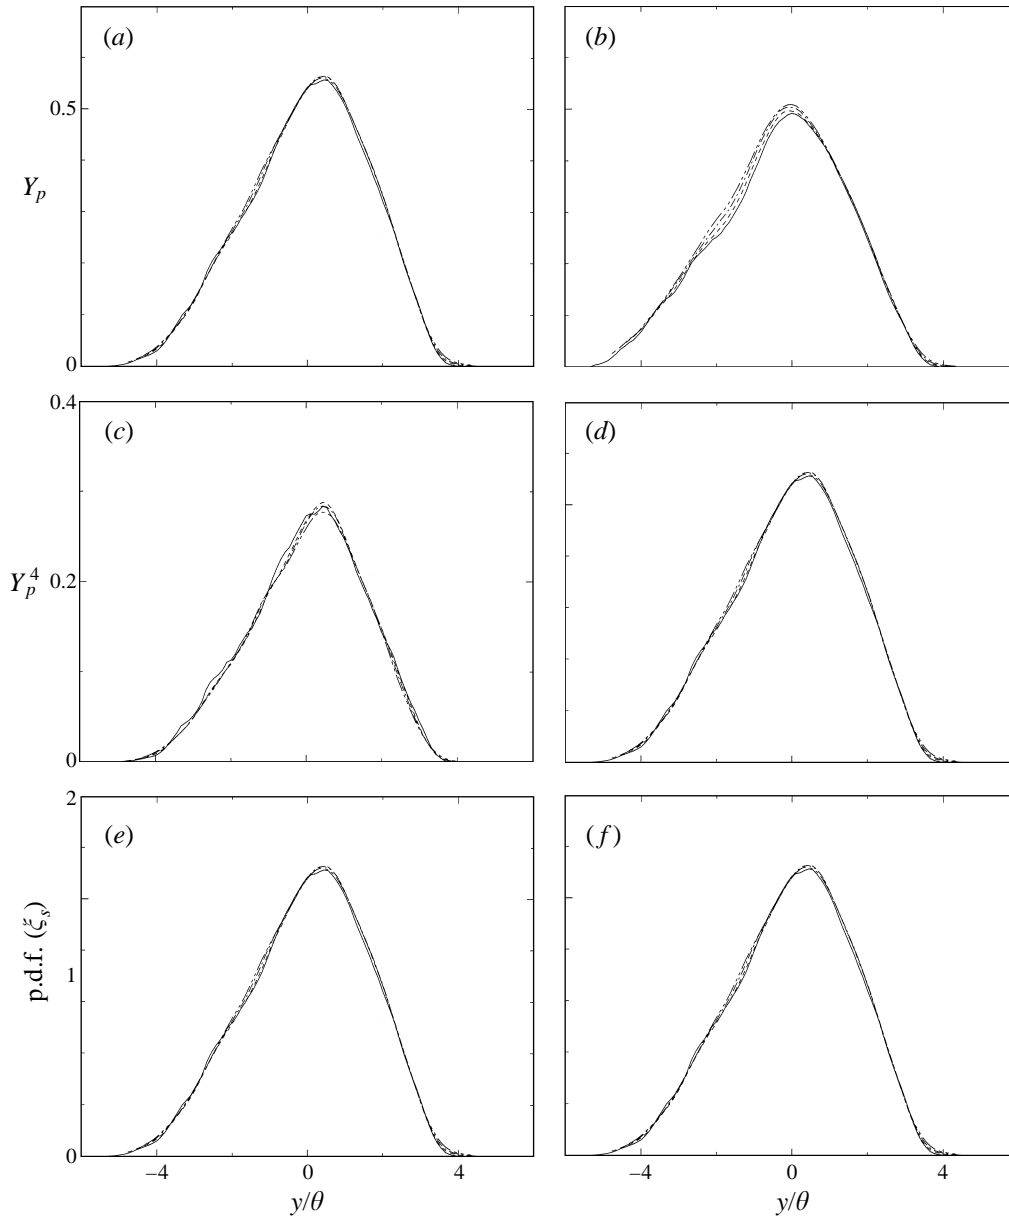 (a)
(b)
0.5
Y_p
0
0.4
(c)
(d)
0.2
Y_p^4
0
2
(e)
(f)
p.d.f. (ξ_s)
1
0
−4
0
4
−4
0
4
y/θ
y/θ